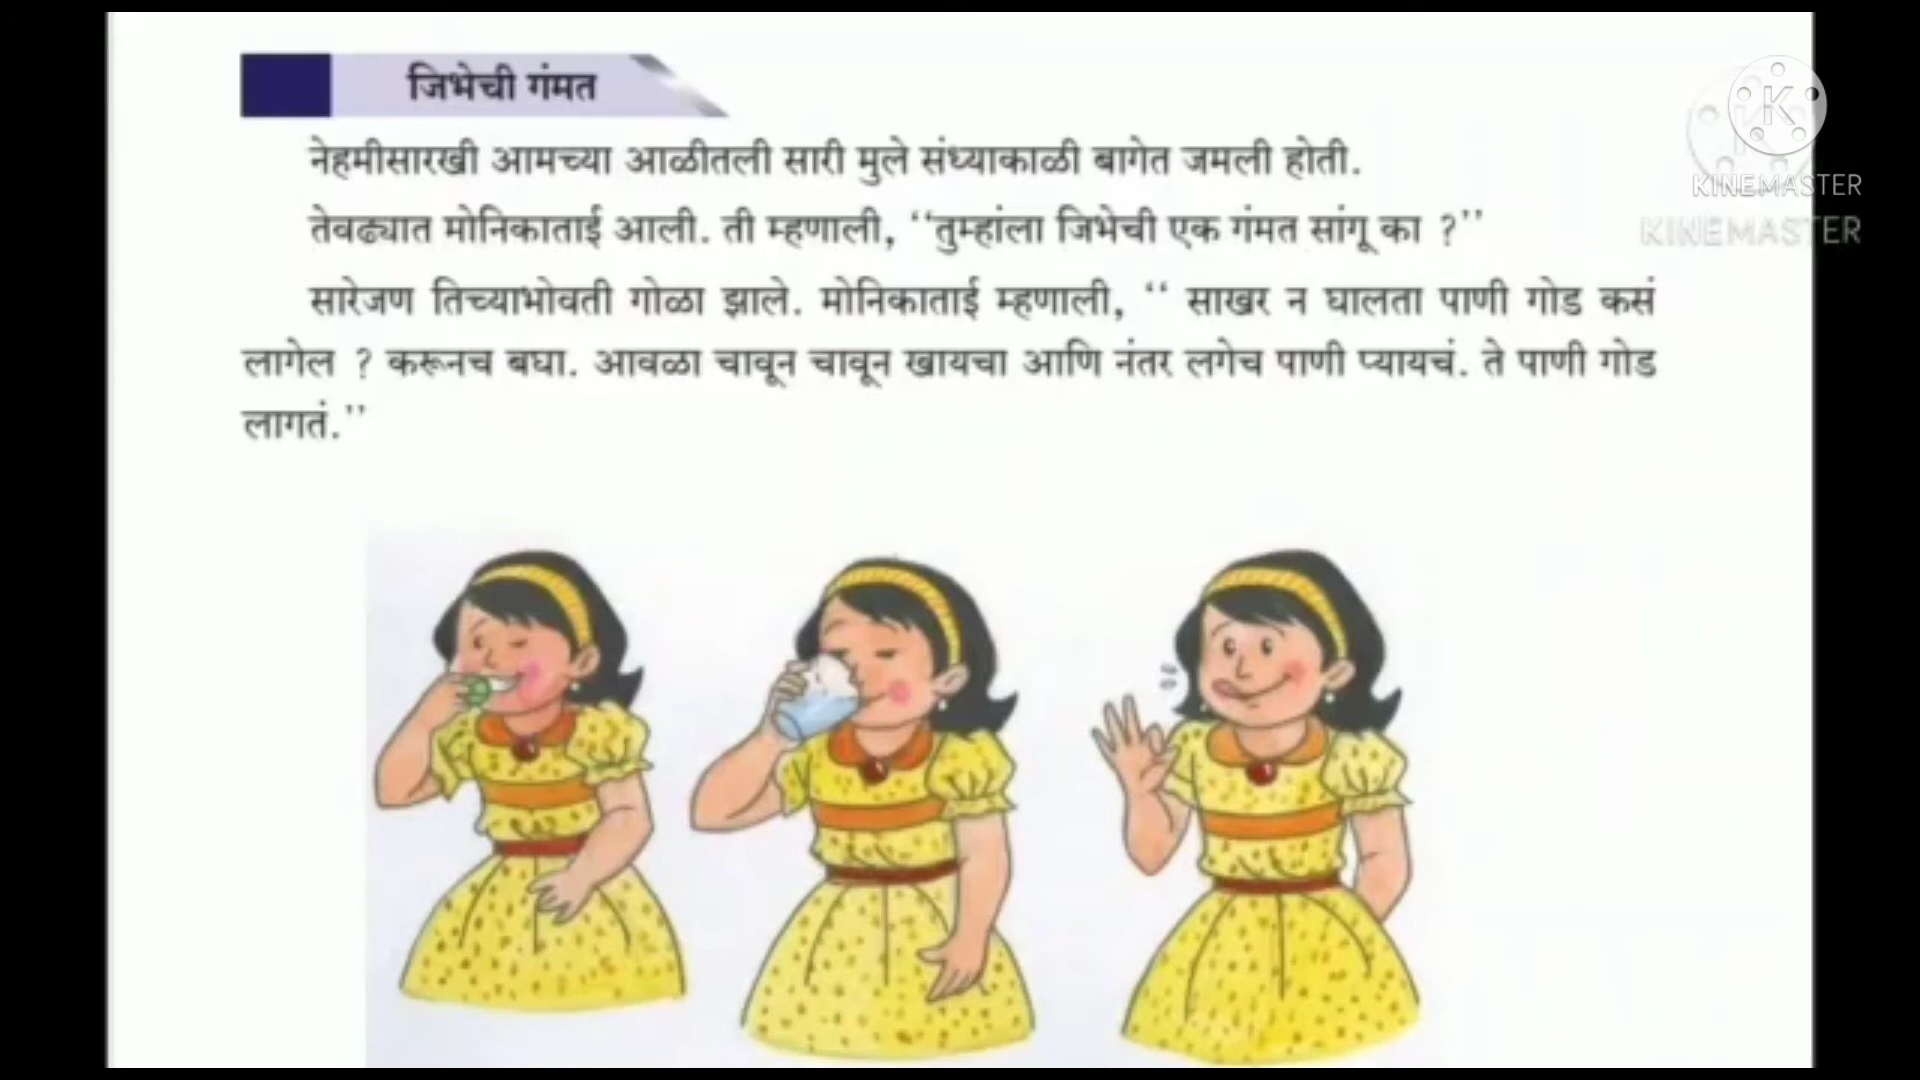 जिभेची गंमत
नेहमीसारखी आमच्या आळीतली सारी मुले संध्याकाळी बागेत जमली होती.
तेवढ्यात मोनिकाताई आली. ती म्हणाली, ‘‘तुम्हांला जिभेची एक गंमत सांगू का ?’’
सारेजण तिच्याभोवती गोळा झाले. मोनिकाताई म्हणाली, ‘‘ साखर न घालता पाणी गोड कसं
लागेल ? करूनच बघा. आवळा चावून चावून खायचा आणि नंतर लगेच पाणी प्यायचं. ते पाणी गोड
लागतं.’’
K
KINEMASTER
KINEMASTER